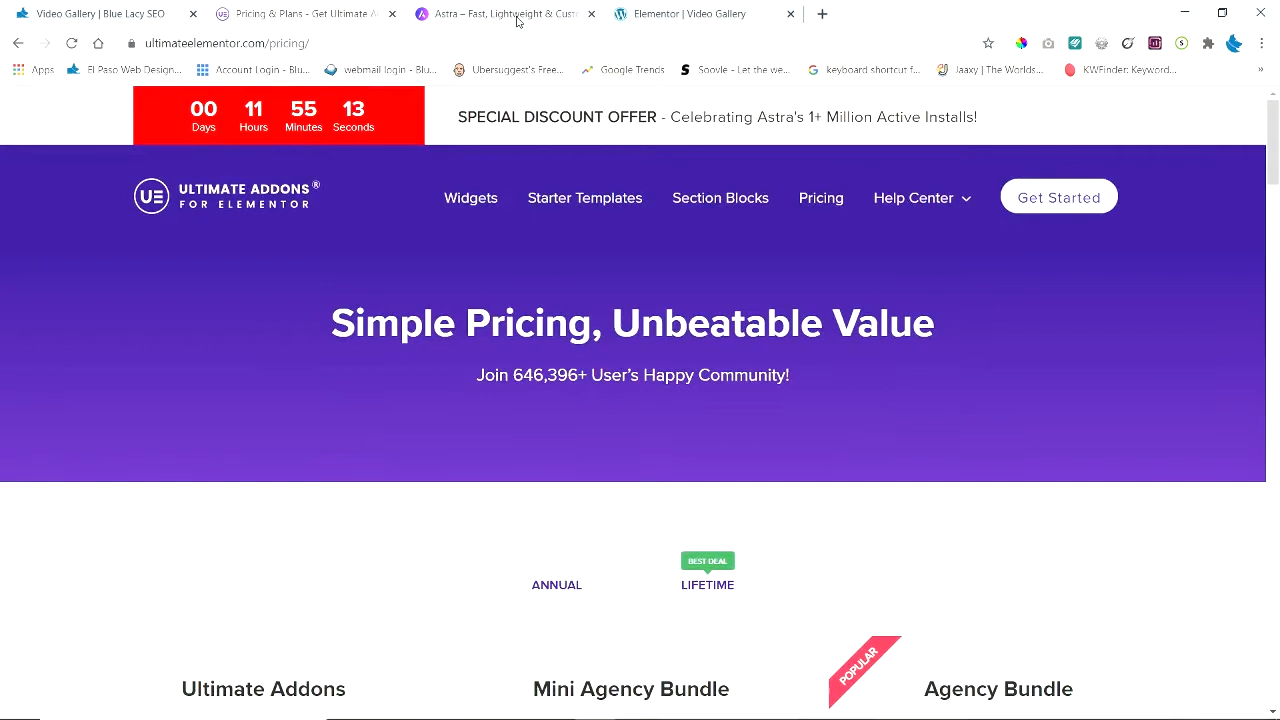 Video Gallery | Blue Lacy SEO
Pricing & Plans - Get Ultimate A
Astra – Fast, Lightweight & Cust
Elementor | Video Gallery
ultimateelementor.com/pricing/
Apps
El Paso Web Design...
Account Login - Blu...
webmail login - Blu...
Ubersuggest's Free...
Google Trends
Soovle - Let the we...
keyboard shortcut f...
Jaaxy | The Worlds...
KWFinder: Keyword...
»
00 11 55 13
Days Hours Minutes Seconds
SPECIAL DISCOUNT OFFER - Celebrating Astra's 1+ Million Active Installs!
UE ULTIMATE ADDONS®
FOR ELEMENTOR
Widgets
Starter Templates
Section Blocks
Pricing
Help Center
Get Started
Simple Pricing, Unbeatable Value
Join 646,396+ User's Happy Community!
BEST DEAL
ANNUAL
LIFETIME
POPULAR
Ultimate Addons
Mini Agency Bundle
Agency Bundle